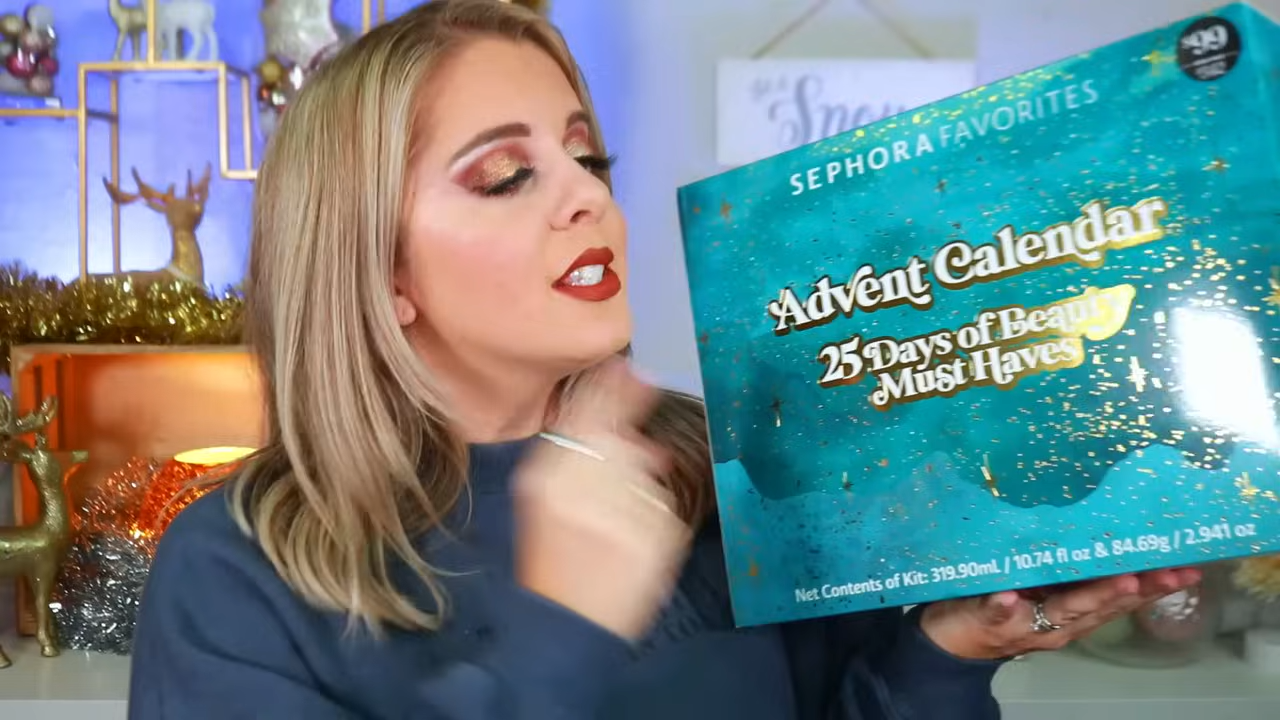 $99
SEPHORA FAVORITES
Advent Calendar
25 Days of Beauty
Must Haves
Net Contents of Kit: 319.90mL / 10.74 fl oz & 84.69g / 2.941 oz